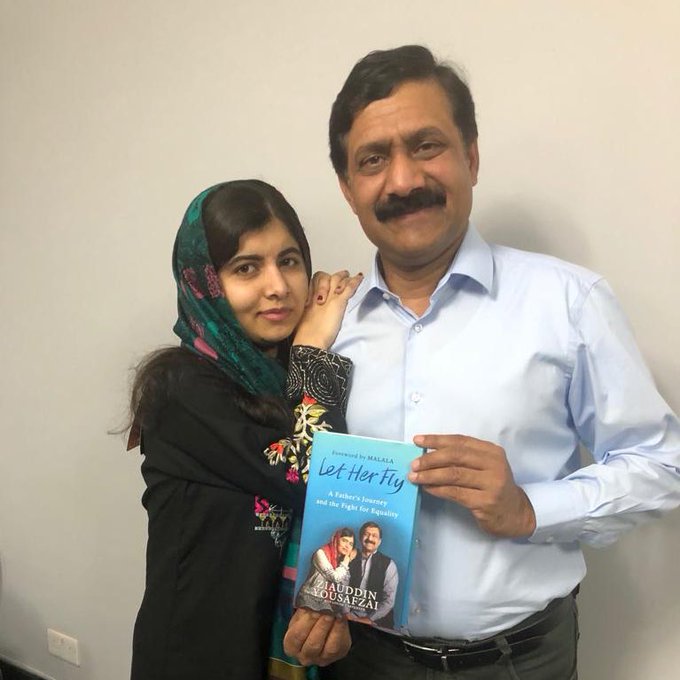 Foreword by MALALA
Let Her Fly
A Father's Journey
and the Fight for Equality
ZIAUDDIN
YOUSAFZAI